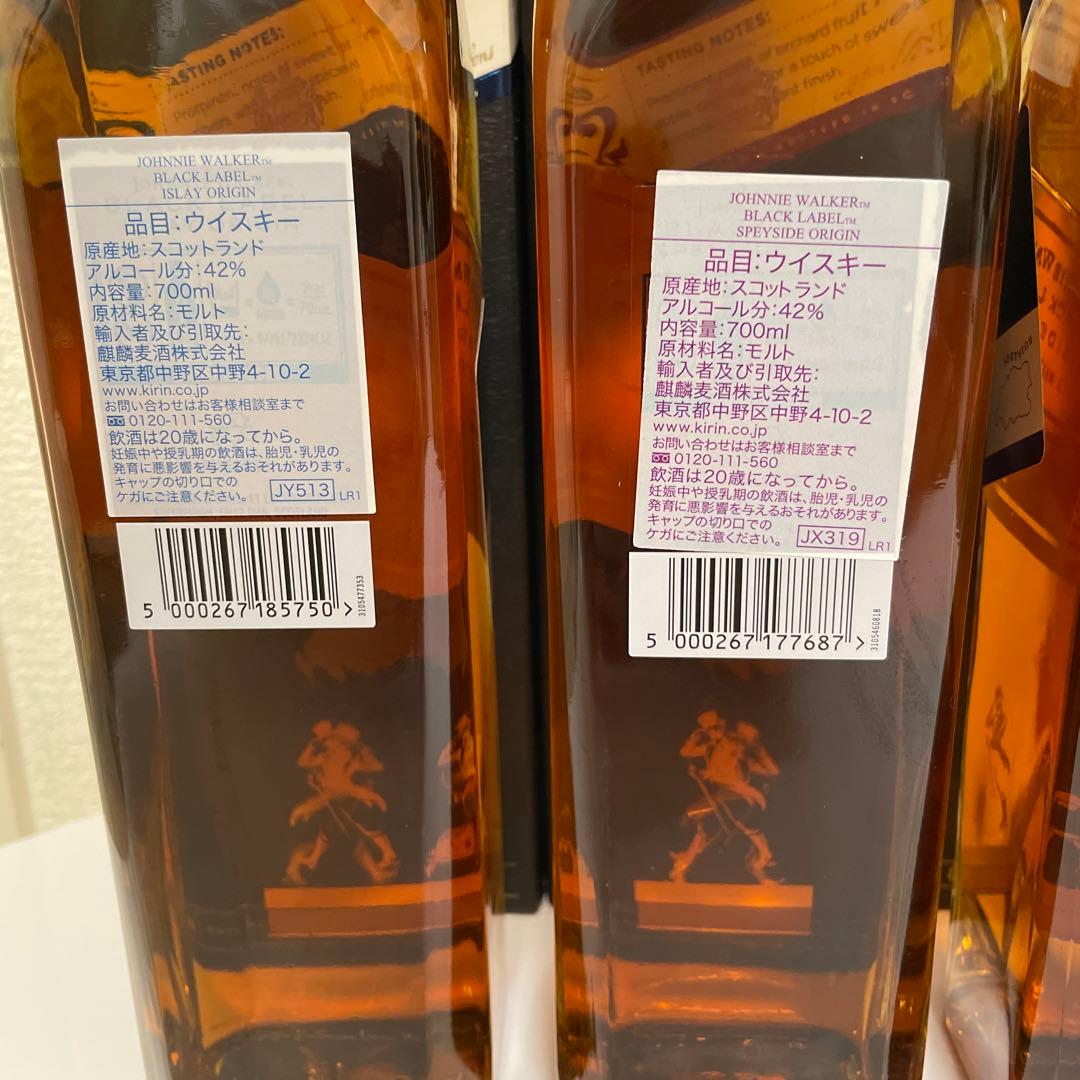 TASTING NOTES:
JOHNNIE WALKER™
BLACK LABEL™
ISLAY ORIGIN
品目:ウイスキー
原産地:スコットランド
アルコール分:42%
内容量:700ml
原材料名:モルト
輸入者及び引取先:
麒麟麦酒株式会社
東京都中野区中野4-10-2
www.kirin.co.jp
お問い合わせはお客様相談室まで
0120-111-560
飲酒は20歳になってから。
妊娠中や授乳期の飲酒は、胎児・乳児の
発育に悪影響を与えるおそれがあります。
キャップの切り口での
ケガにご注意ください。 JY513 LR1
5 000267 185750 >
3105477353
TASTING NOTES:
of orchard fruit
a touch of sweet
finish.
JOHNNIE WALKER™
BLACK LABEL™
SPEYSIDE ORIGIN
品目:ウイスキー
原産地:スコットランド
アルコール分:42%
内容量:700ml
原材料名:モルト
輸入者及び引取先:
麒麟麦酒株式会社
東京都中野区中野4-10-2
www.kirin.co.jp
お問い合わせはお客様相談室まで
0120-111-560
飲酒は20歳になってから。
妊娠中や授乳期の飲酒は、胎児・乳児の
発育に悪影響を与えるおそれがあります。
キャップの切り口での
ケガにご注意ください。 JX319 LR1
5 000267 177687 >
3105460818